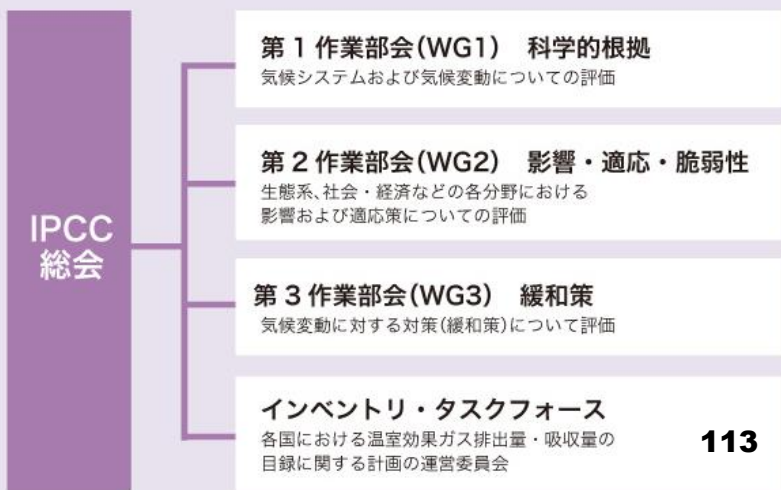 IPCC
総会
第1作業部会(WG1) 科学的根拠
気候システムおよび気候変動についての評価
第2作業部会(WG2) 影響・適応・脆弱性
生態系、社会・経済などの各分野における
影響および適応策についての評価
第3作業部会(WG3) 緩和策
気候変動に対する対策(緩和策)について評価
インベントリ・タスクフォース
各国における温室効果ガス排出量・吸収量の
目録に関する計画の運営委員会
113